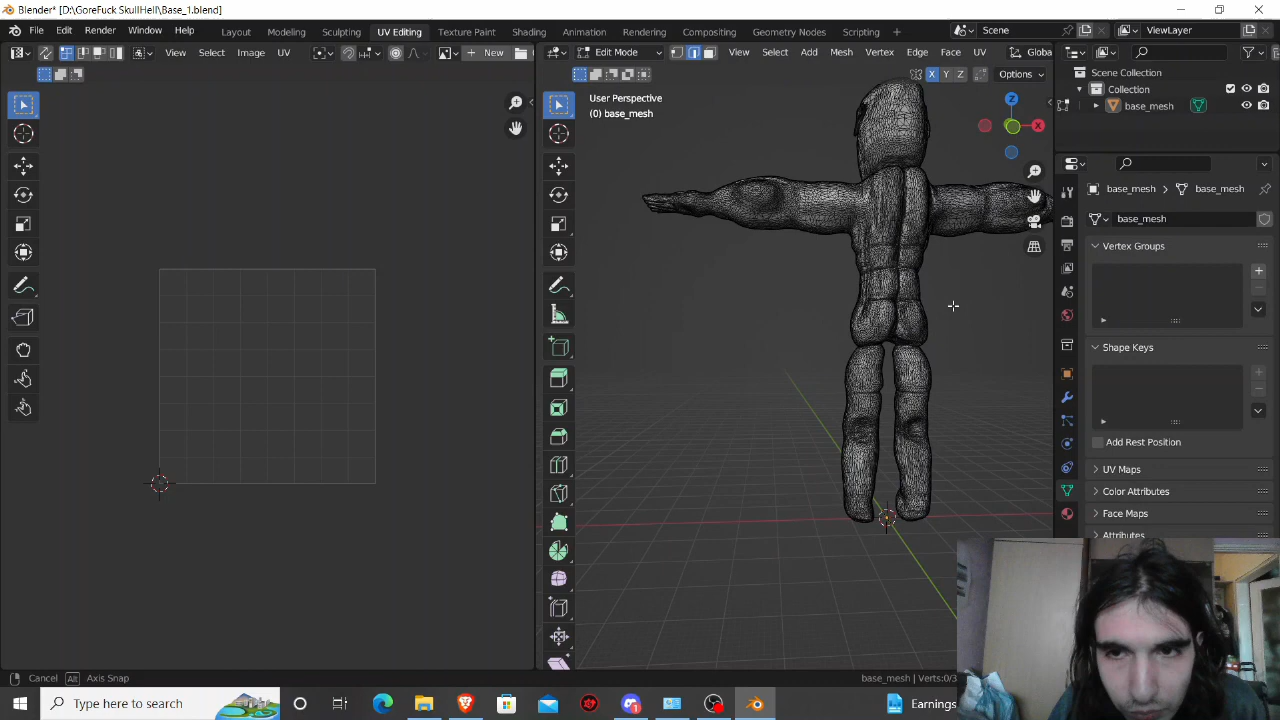 Blender* [D:\GoreFuck SkullHell\Base_1.blend]
File Edit Render Window Help Layout Modeling Sculpting UV Editing Texture Paint Shading Animation Rendering Compositing Geometry Nodes Scripting + Scene ViewLayer
View Select Image UV + New Edit Mode View Select Add Mesh Vertex Edge Face UV Globa
X Y Z Options
Scene Collection
Collection
base_mesh
User Perspective
(0) base_mesh
Z
X
base_mesh > base_mesh
base_mesh
Vertex Groups
Shape Keys
Add Rest Position
UV Maps
Color Attributes
Face Maps
Attributes
Cancel Alt Axis Snap base_mesh | Verts:0/3
Type here to search Earnings